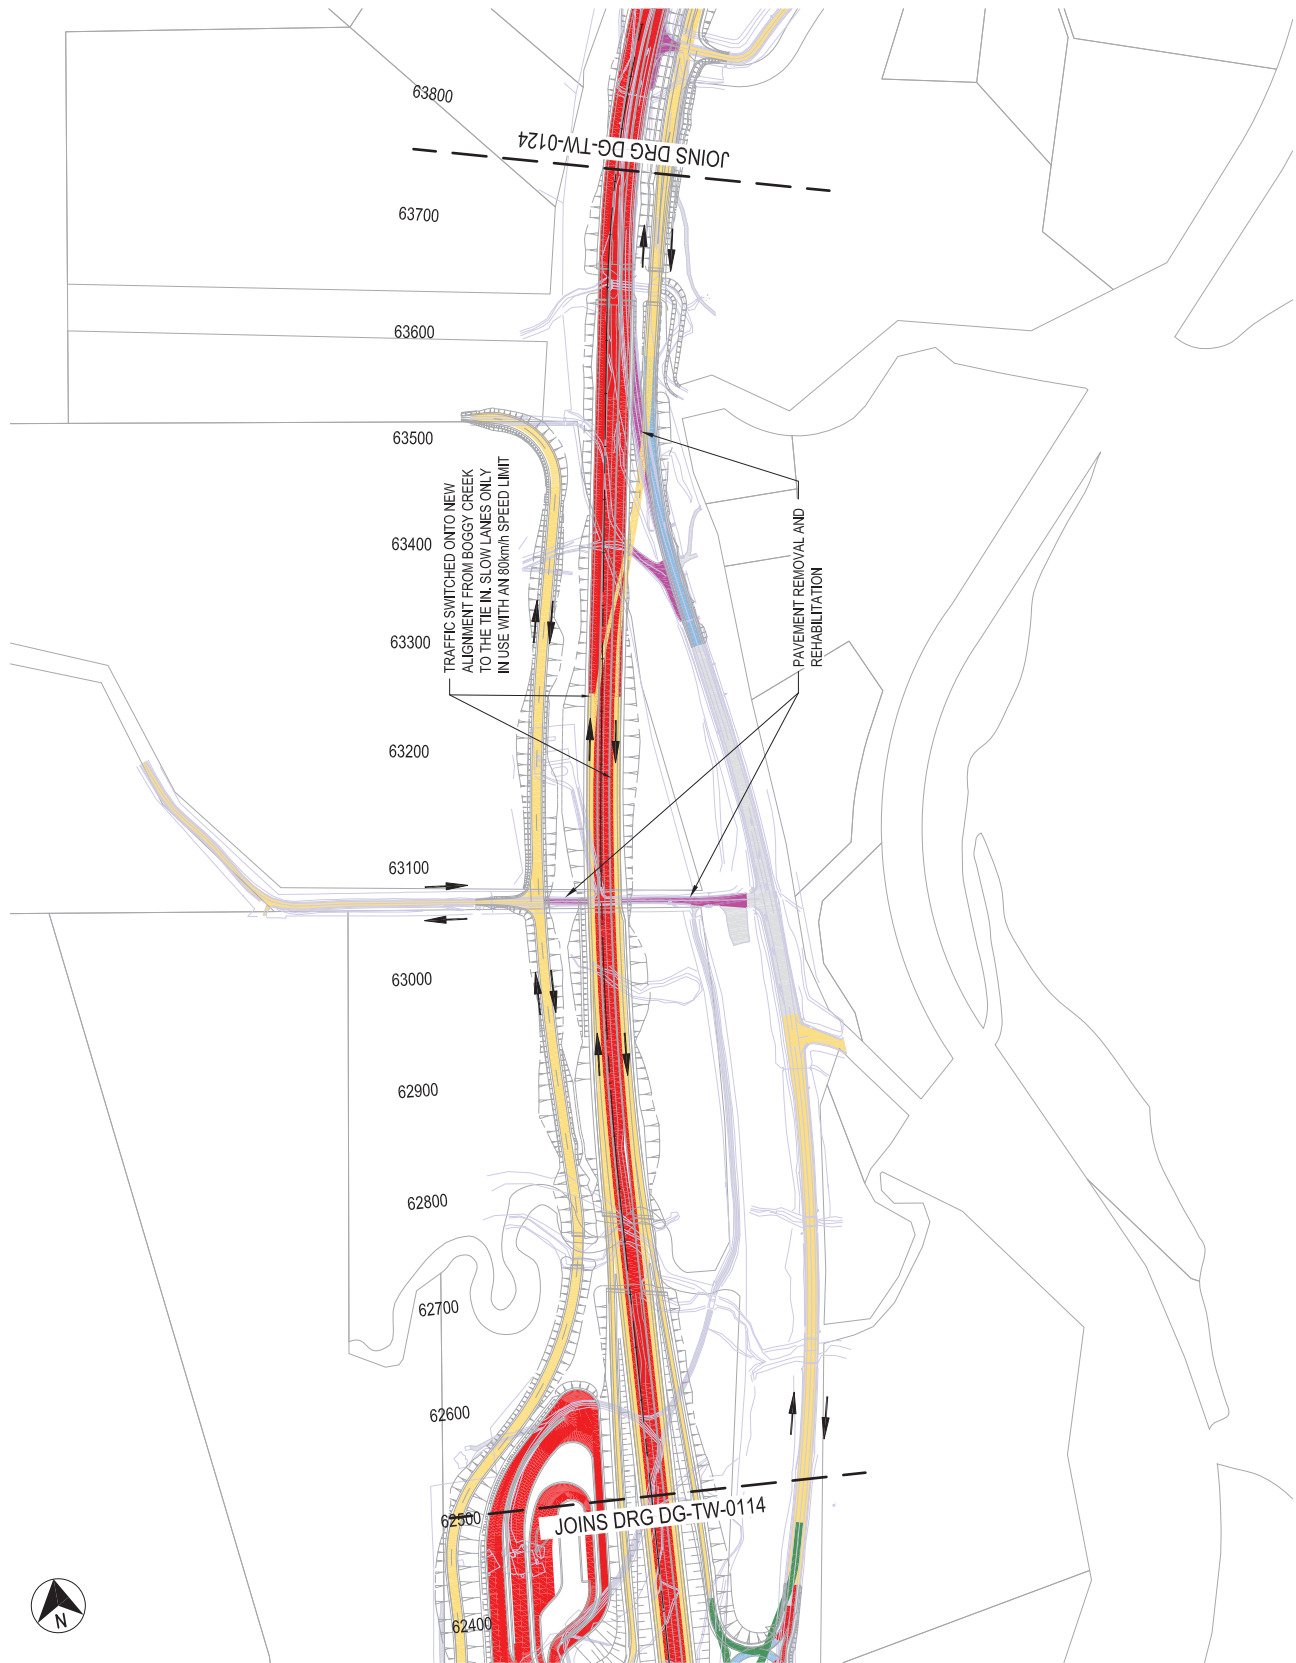 63800
JOINS DRG DG-TW-0124
63700
63600
63500
TRAFFIC SWITCHED ONTO NEW
ALIGNMENT FROM BOGGY CREEK
TO THE TIE IN. SLOW LANES ONLY
IN USE WITH AN 80km/h SPEED LIMIT
PAVEMENT REMOVAL AND
REHABILITATION
63400
63300
63200
63100
63000
62900
62800
62700
62600
62500
JOINS DRG DG-TW-0114
62400
N